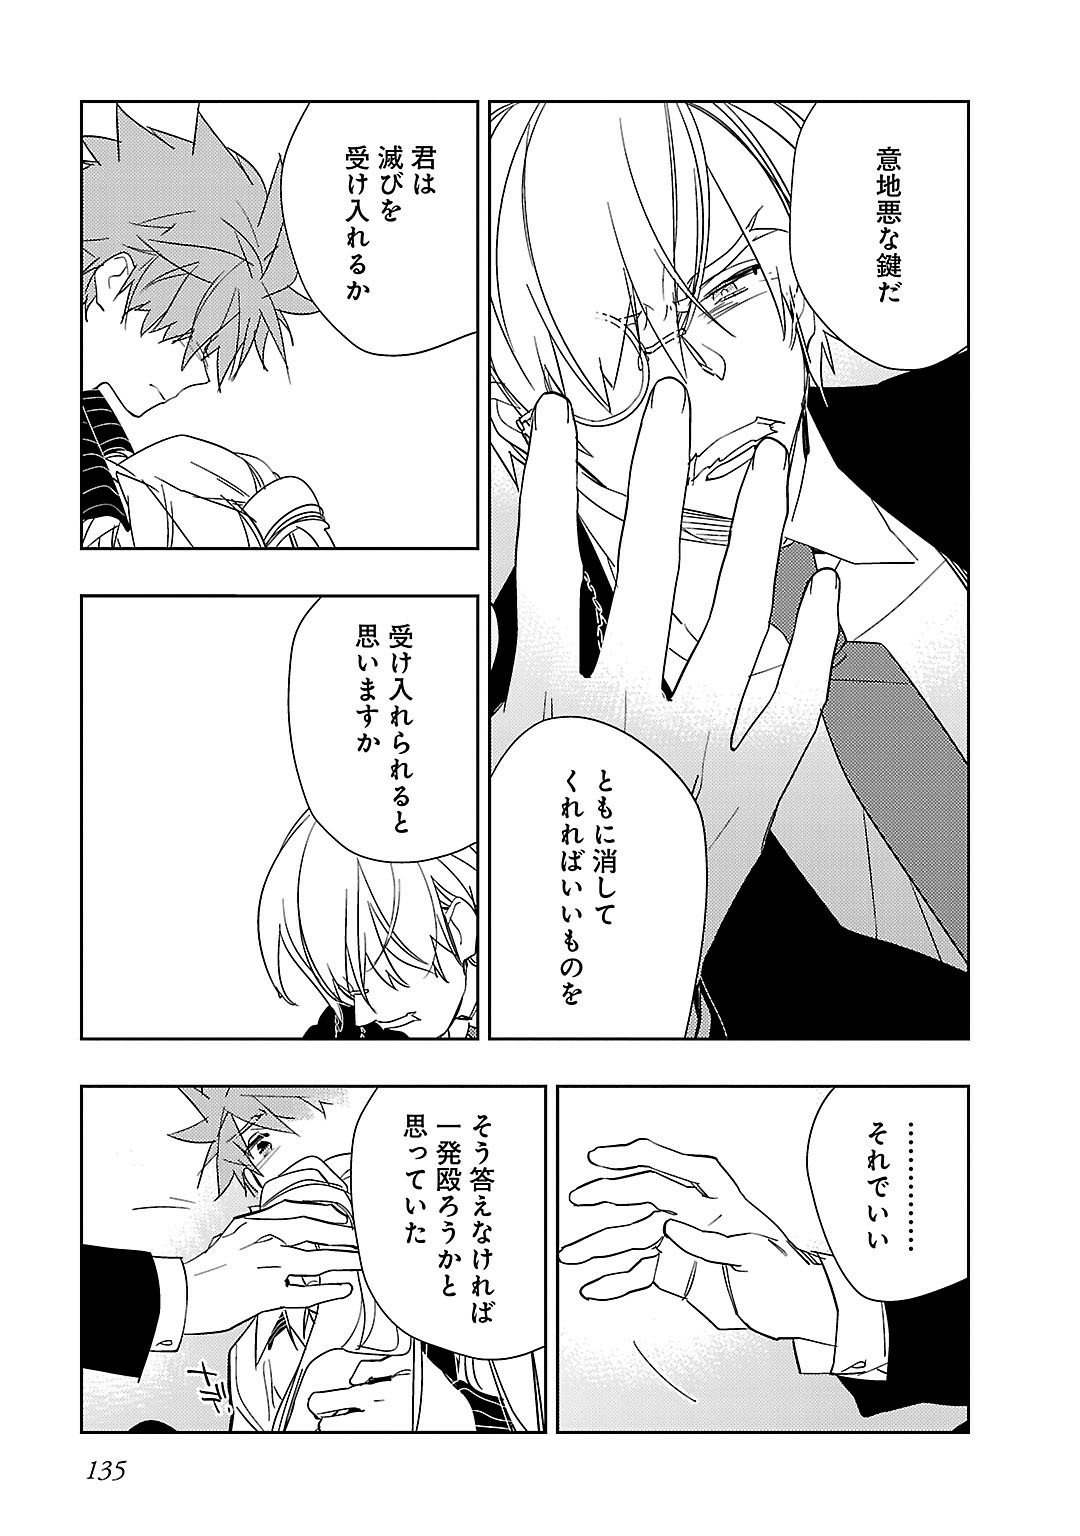 意地悪な鍵だ
ともに消して
くれればいいものを
君は
滅びを
受け入れるか
受け入れられると
思いますか
…………
それでいい
そう答えなければ
一発殴ろうかと
思っていた
135